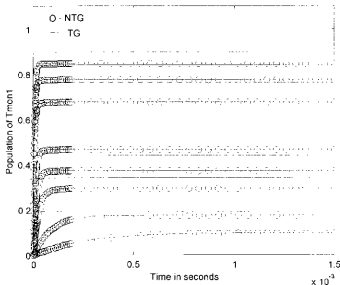 O - NTG
TG
1
0.8
0.6
0.4
0.2
0
Population of Tmon1
0
0.5
1
1.5
Time in seconds
x 10⁻³